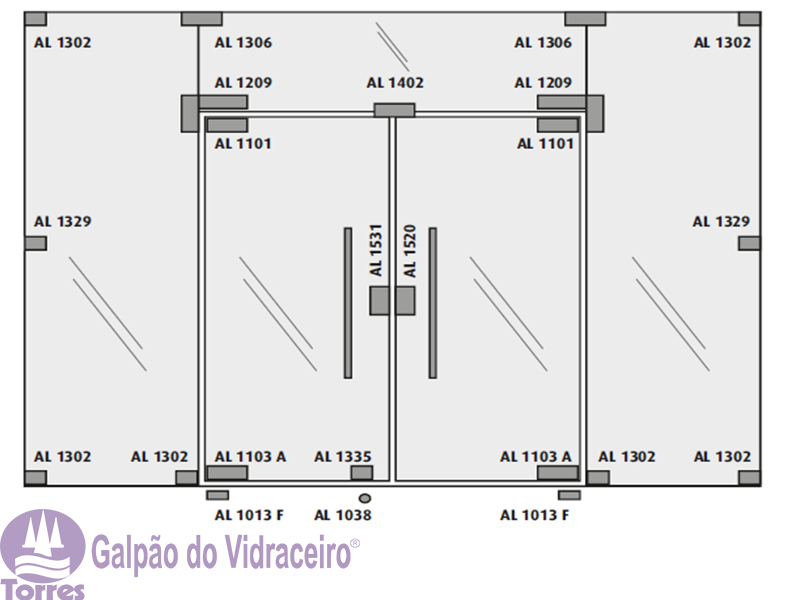 AL 1302
AL 1306
AL 1306
AL 1302
AL 1209
AL 1402
AL 1209
AL 1101
AL 1101
AL 1329
AL 1329
AL 1531
AL 1520
AL 1302
AL 1302
AL 1103 A
AL 1335
AL 1103 A
AL 1302
AL 1302
AL 1013 F
AL 1038
AL 1013 F
Galpão do Vidraceiro®
Torres